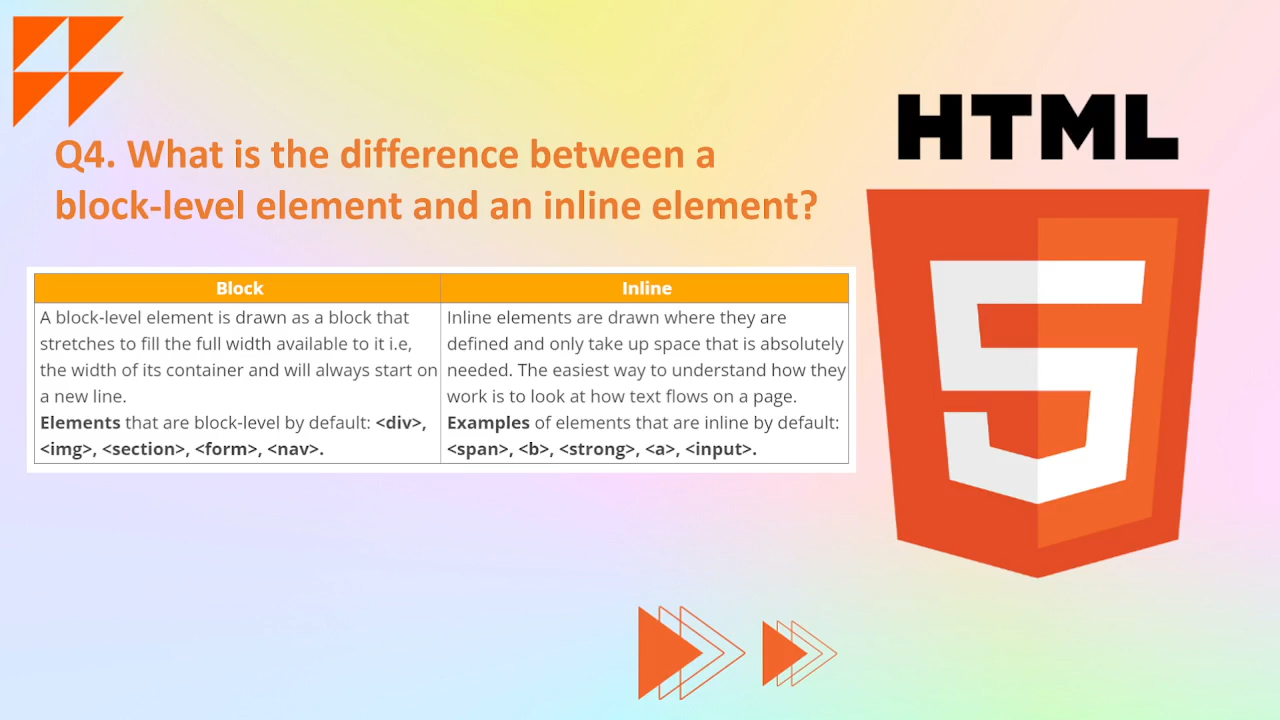 Q4. What is the difference between a
block-level element and an inline element?
HTML
5
Block
A block-level element is drawn as a block that
stretches to fill the full width available to it i.e,
the width of its container and will always start on
a new line.
Elements that are block-level by default: <div>,
<img>, <section>, <form>, <nav>.
Inline
Inline elements are drawn where they are
defined and only take up space that is absolutely
needed. The easiest way to understand how they
work is to look at how text flows on a page.
Examples of elements that are inline by default:
<span>, <b>, <strong>, <a>, <input>.